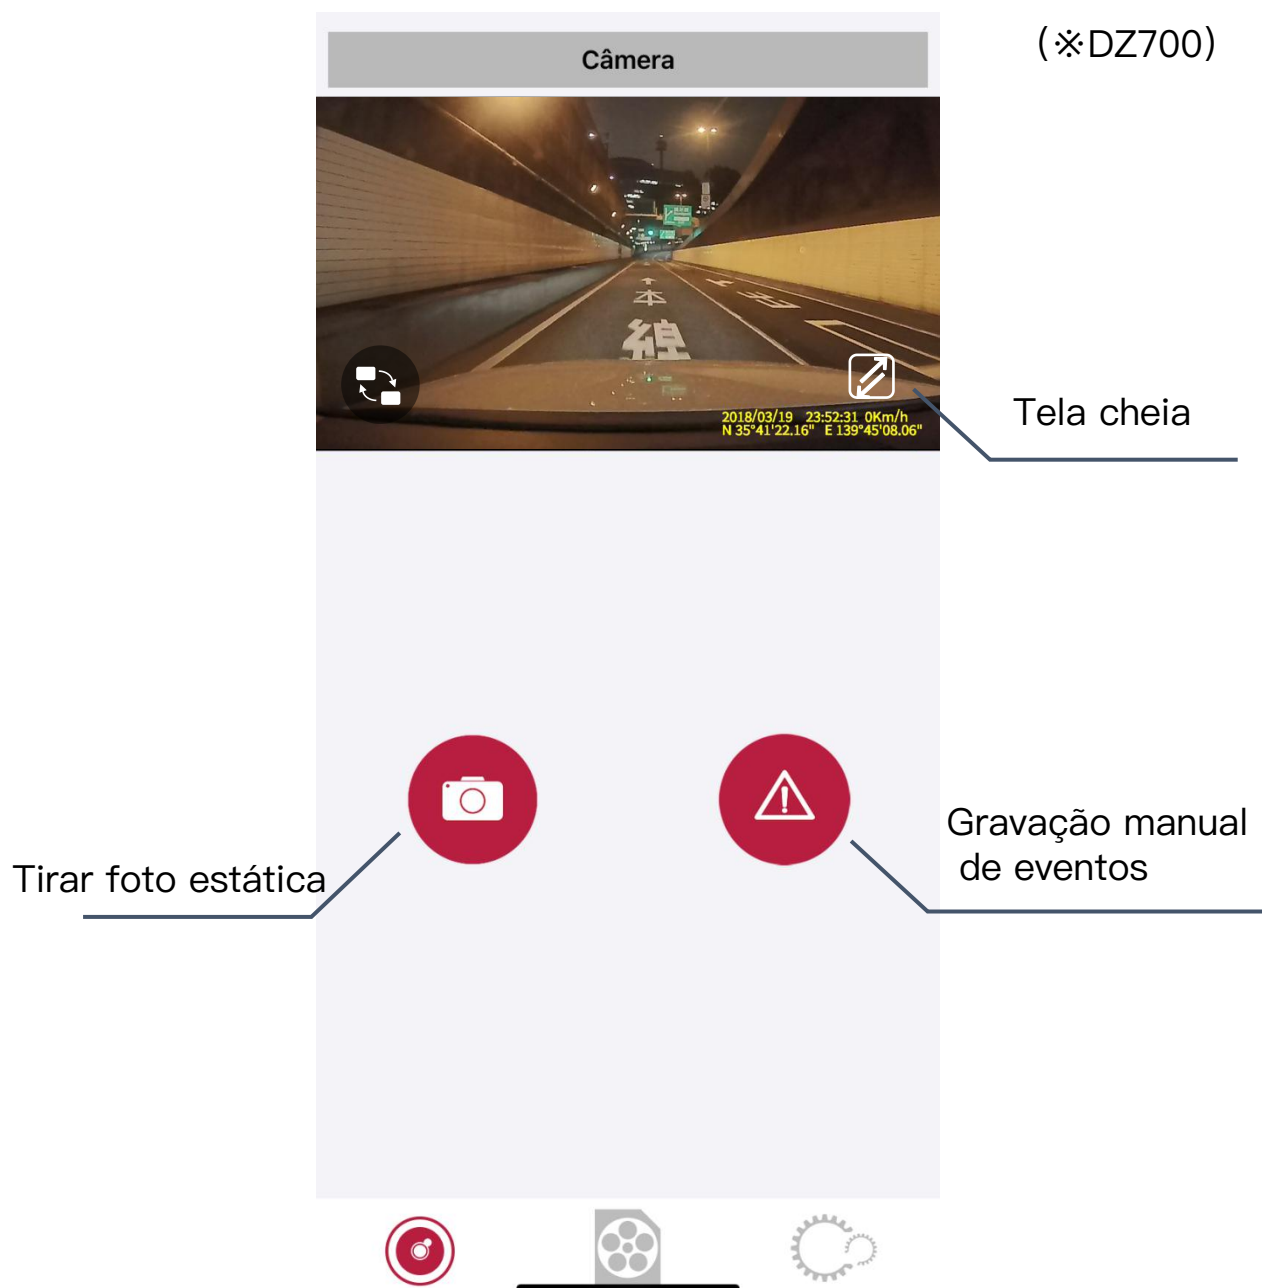 (※DZ700)
Câmera
本
線
2018/03/19 23:52:31 0Km/h
N 35°41'22.16" E 139°45'08.06"
Tela cheia
Gravação manual
de eventos
Tirar foto estática